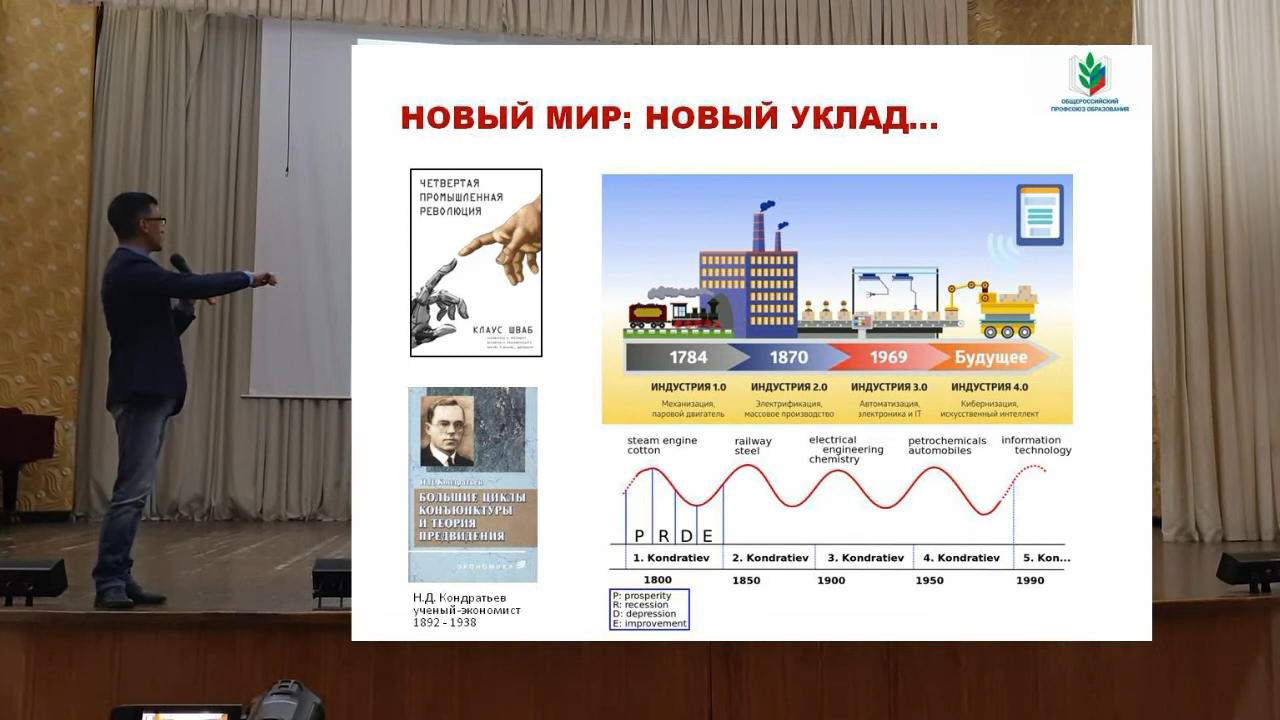 ОБЩЕРОССИЙСКИЙ
ПРОФСОЮЗ ОБРАЗОВАНИЯ
НОВЫЙ МИР: НОВЫЙ УКЛАД...
ЧЕТВЕРТАЯ
ПРОМЫШЛЕННАЯ
РЕВОЛЮЦИЯ
КЛАУС ШВАБ
1784
1870
1969
Будущее
ИНДУСТРИЯ 1.0
ИНДУСТРИЯ 2.0
ИНДУСТРИЯ 3.0
ИНДУСТРИЯ 4.0
Механизация,
паровой двигатель
Электрификация,
массовое производство
Автоматизация,
электроника и IT
Кибернизация,
искусственный интеллект
Н.Д. Кондратьев
БОЛЬШИЕ ЦИКЛЫ
КОНЪЮНКТУРЫ
И ТЕОРИЯ
ПРЕДВИДЕНИЯ
ЭКОНОМИКА
Н.Д. Кондратьев
ученый-экономист
1892 - 1938
steam engine
cotton
railway
steel
electrical
engineering
chemistry
petrochemicals
automobiles
information
technology
P R D E
1. Kondratiev
2. Kondratiev
3. Kondratiev
4. Kondratiev
5. Kon...
1800
1850
1900
1950
1990
P: prosperity
R: recession
D: depression
E: improvement